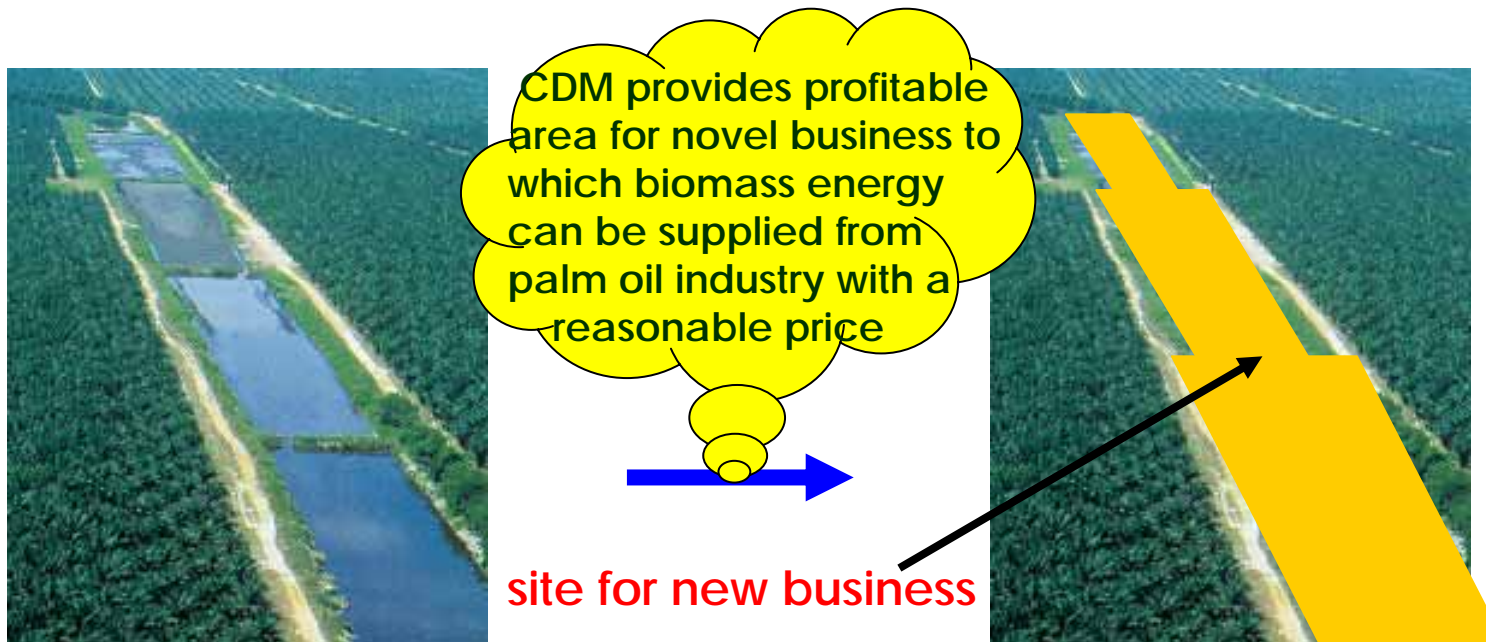 CDM provides profitable
area for novel business to
which biomass energy
can be supplied from
palm oil industry with a
reasonable price
site for new business